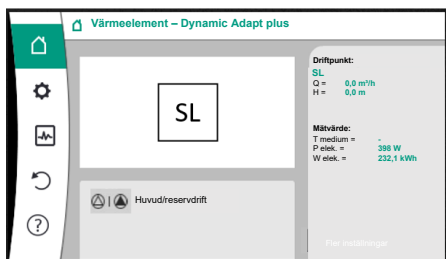 Värmeelement – Dynamic Adapt plus
SL
Huvud/reservdrift
Driftpunkt:
SL
Q = 0,0 m³/h
H = 0,0 m
Mätvärde:
T medium = -
P elek. = 398 W
W elek. = 232,1 kWh
Fler inställningar